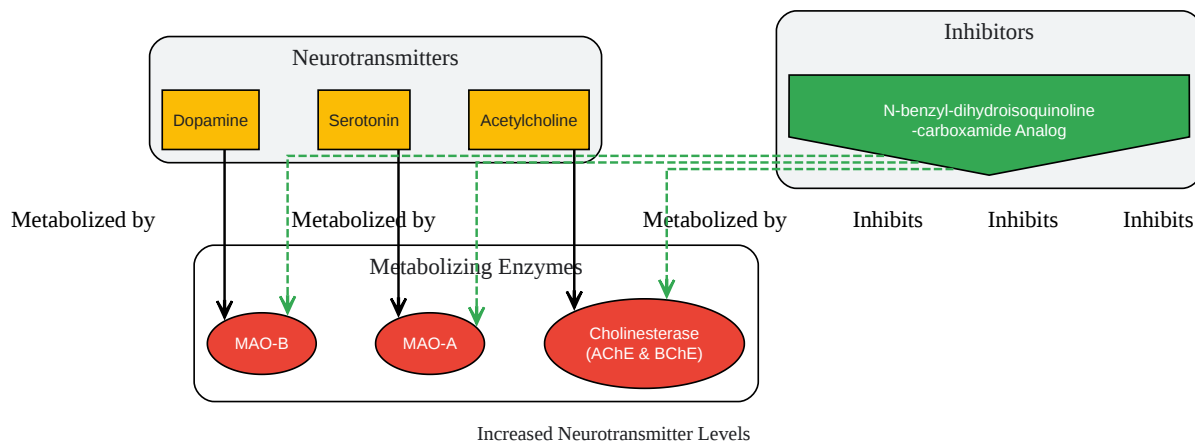 Inhibitors
Neurotransmitters
N-benzyl-dihydroisoquinoline
-carboxamide Analog
Dopamine
Serotonin
Acetylcholine
Metabolized by
Metabolized by
Metabolized by
Inhibits
Inhibits
Inhibits
Metabolizing Enzymes
MAO-B
MAO-A
Cholinesterase
(AChE & BChE)
Increased Neurotransmitter Levels